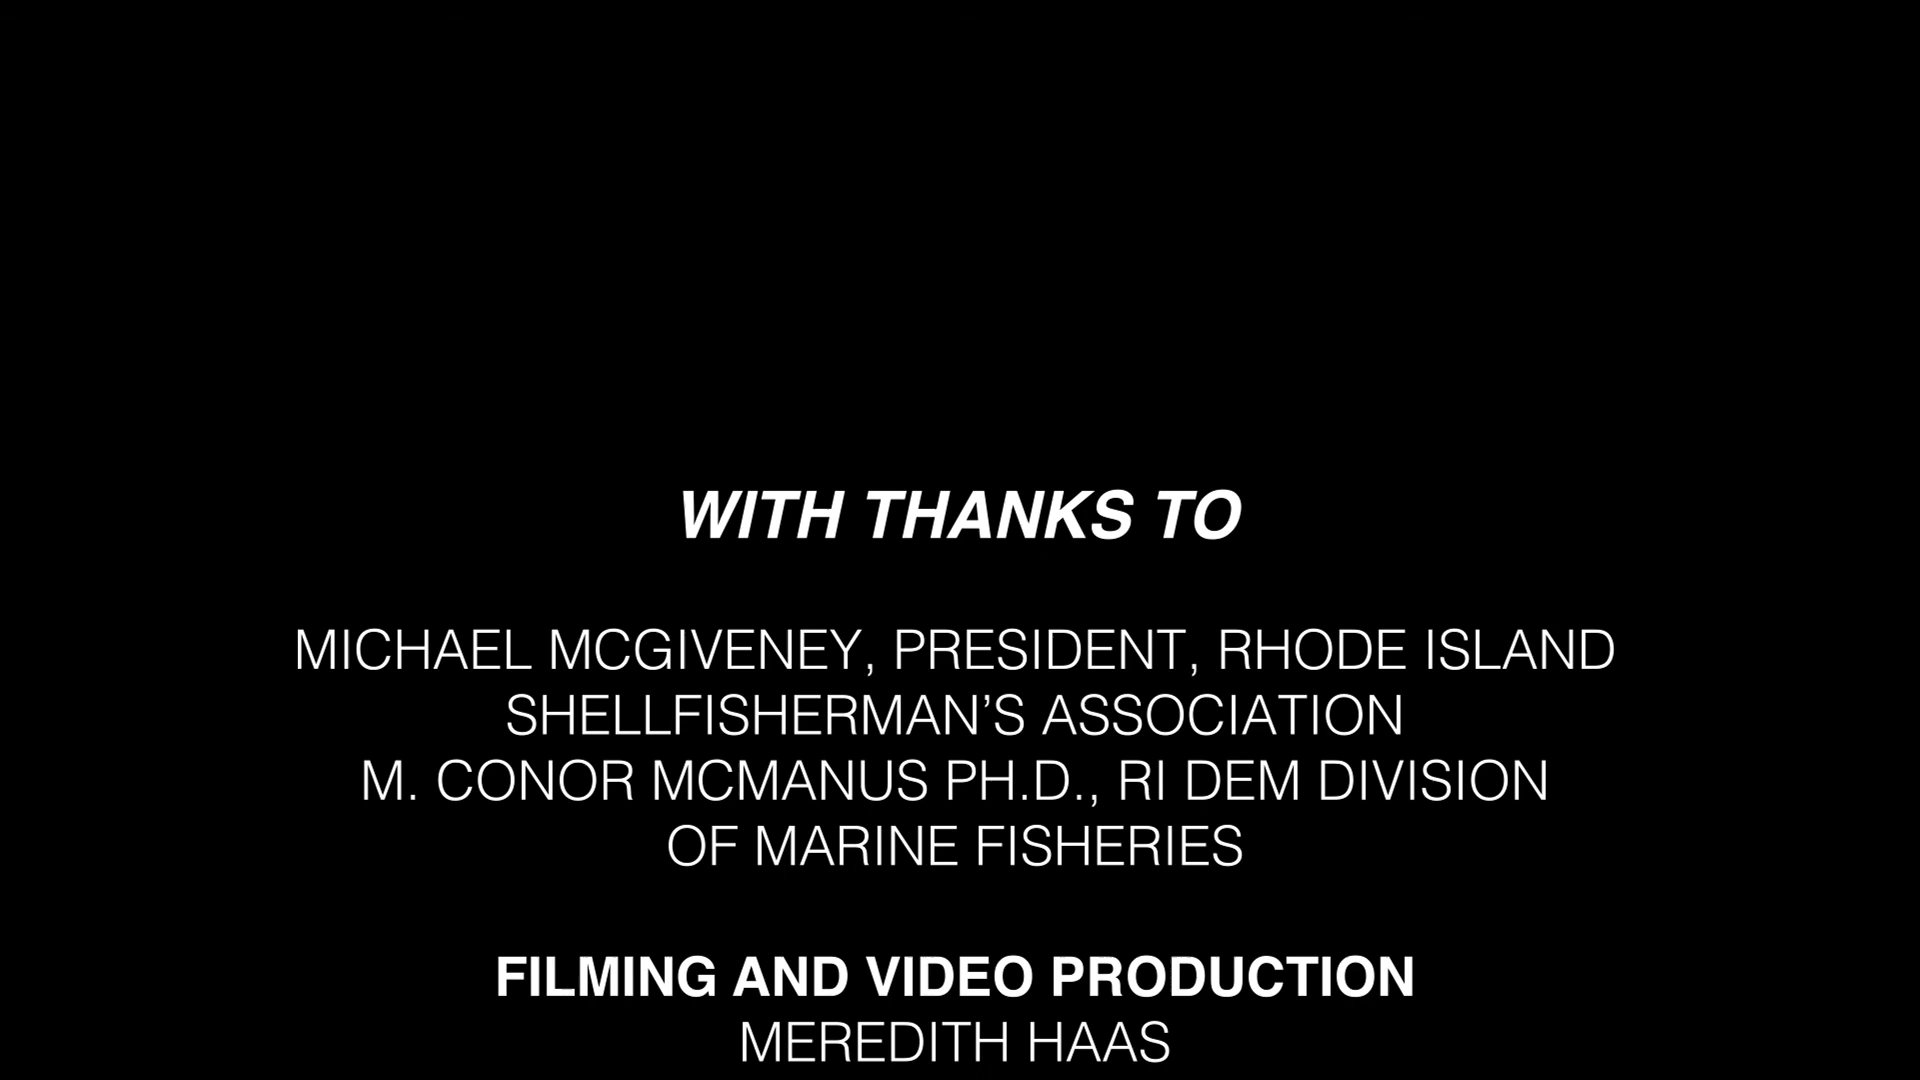 WITH THANKS TO
MICHAEL MCGIVENEY, PRESIDENT, RHODE ISLAND
SHELLFISHERMAN’S ASSOCIATION
M. CONOR MCMANUS PH.D., RI DEM DIVISION
OF MARINE FISHERIES
FILMING AND VIDEO PRODUCTION
MEREDITH HAAS